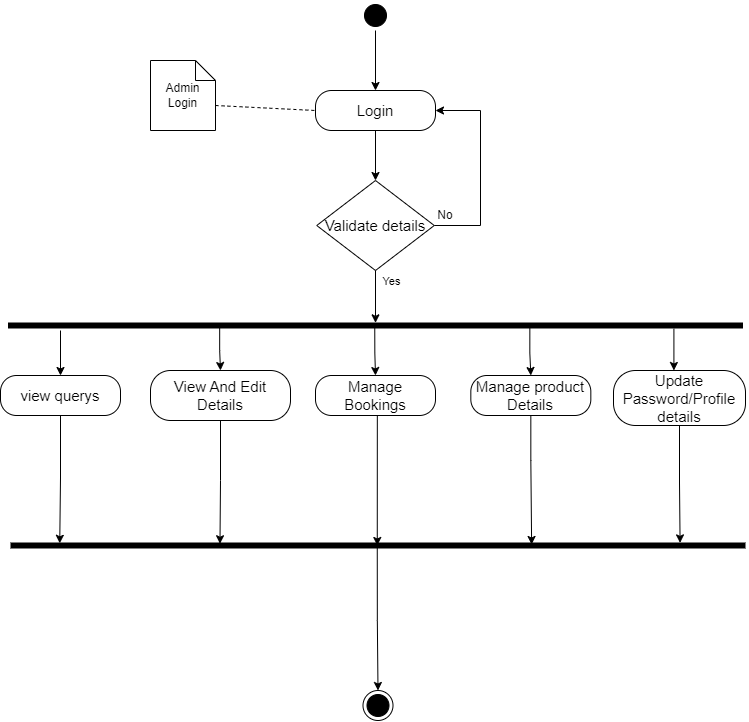 Admin
Login
Login
Validate details
No
Yes
view querys
View And Edit
Details
Manage
Bookings
Manage product
Details
Update
Password/Profile
details